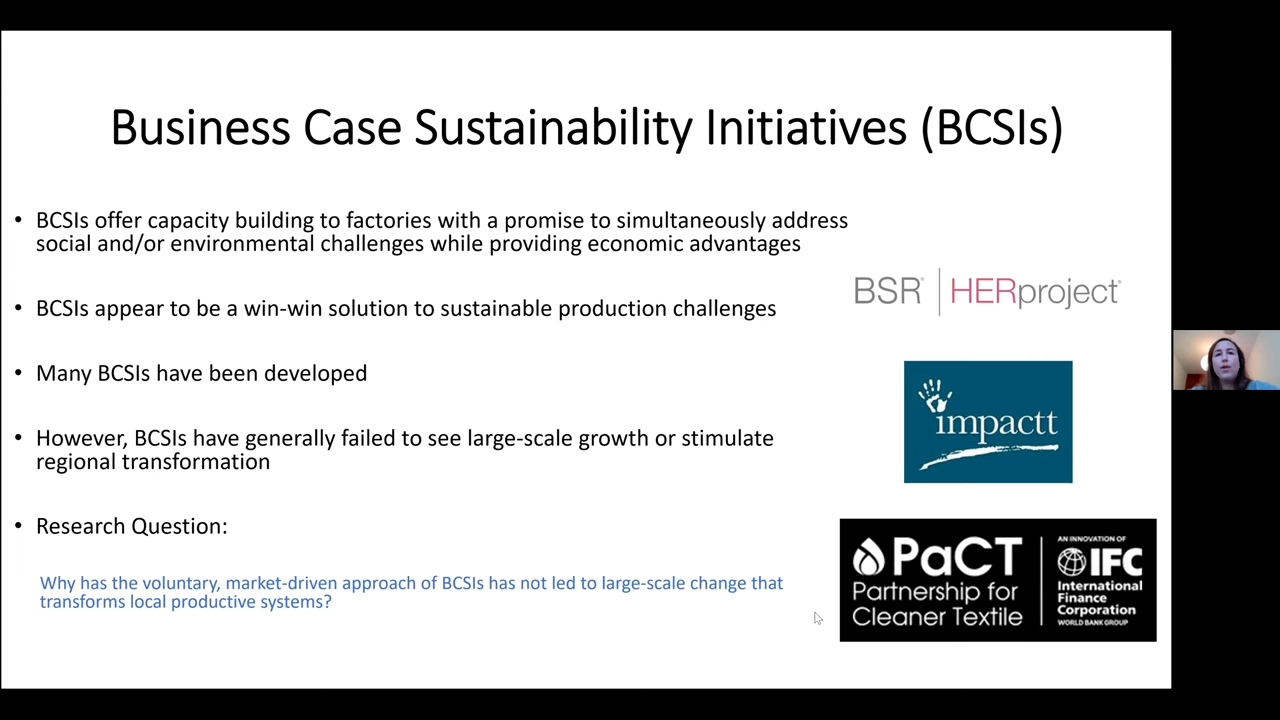 Business Case Sustainability Initiatives (BCSIs)
• BCSIs offer capacity building to factories with a promise to simultaneously address
social and/or environmental challenges while providing economic advantages
• BCSIs appear to be a win-win solution to sustainable production challenges
• Many BCSIs have been developed
• However, BCSIs have generally failed to see large-scale growth or stimulate
regional transformation
• Research Question:
Why has the voluntary, market-driven approach of BCSIs has not led to large-scale change that
transforms local productive systems?
BSR® | HERproject®
impactt
PaCT
Partnership for
Cleaner Textile
AN INNOVATION OF
IFC
International
Finance
Corporation
WORLD BANK GROUP